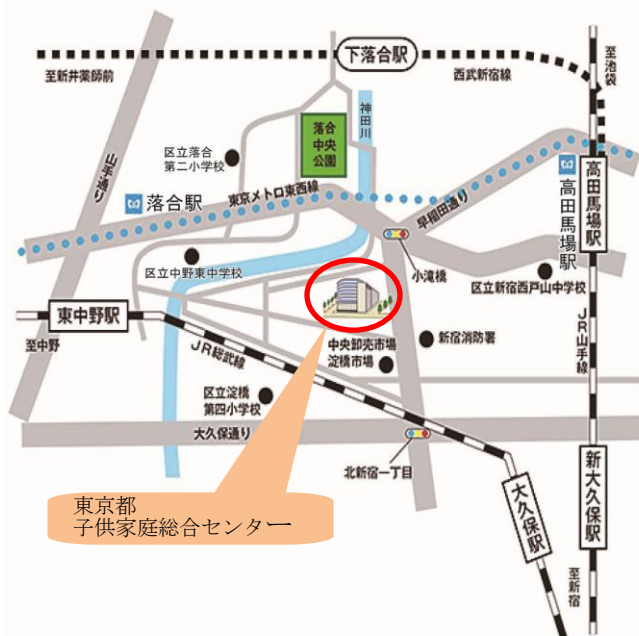 下落合駅
至新井薬師前
西武新宿線
至池袋
神田川
落合
中央
公園
区立落合
第二小学校
山手通り
落合駅
東京メトロ東西線
早稲田通り
高田馬場駅
高田馬場駅
小滝橋
区立中野東中学校
区立新宿西戸山中学校
東中野駅
至中野
JR総武線
中央卸売市場
淀橋市場
新宿消防署
JR山手線
区立淀橋
第四小学校
大久保通り
北新宿一丁目
新大久保駅
大久保駅
至新宿
東京都
子供家庭総合センター